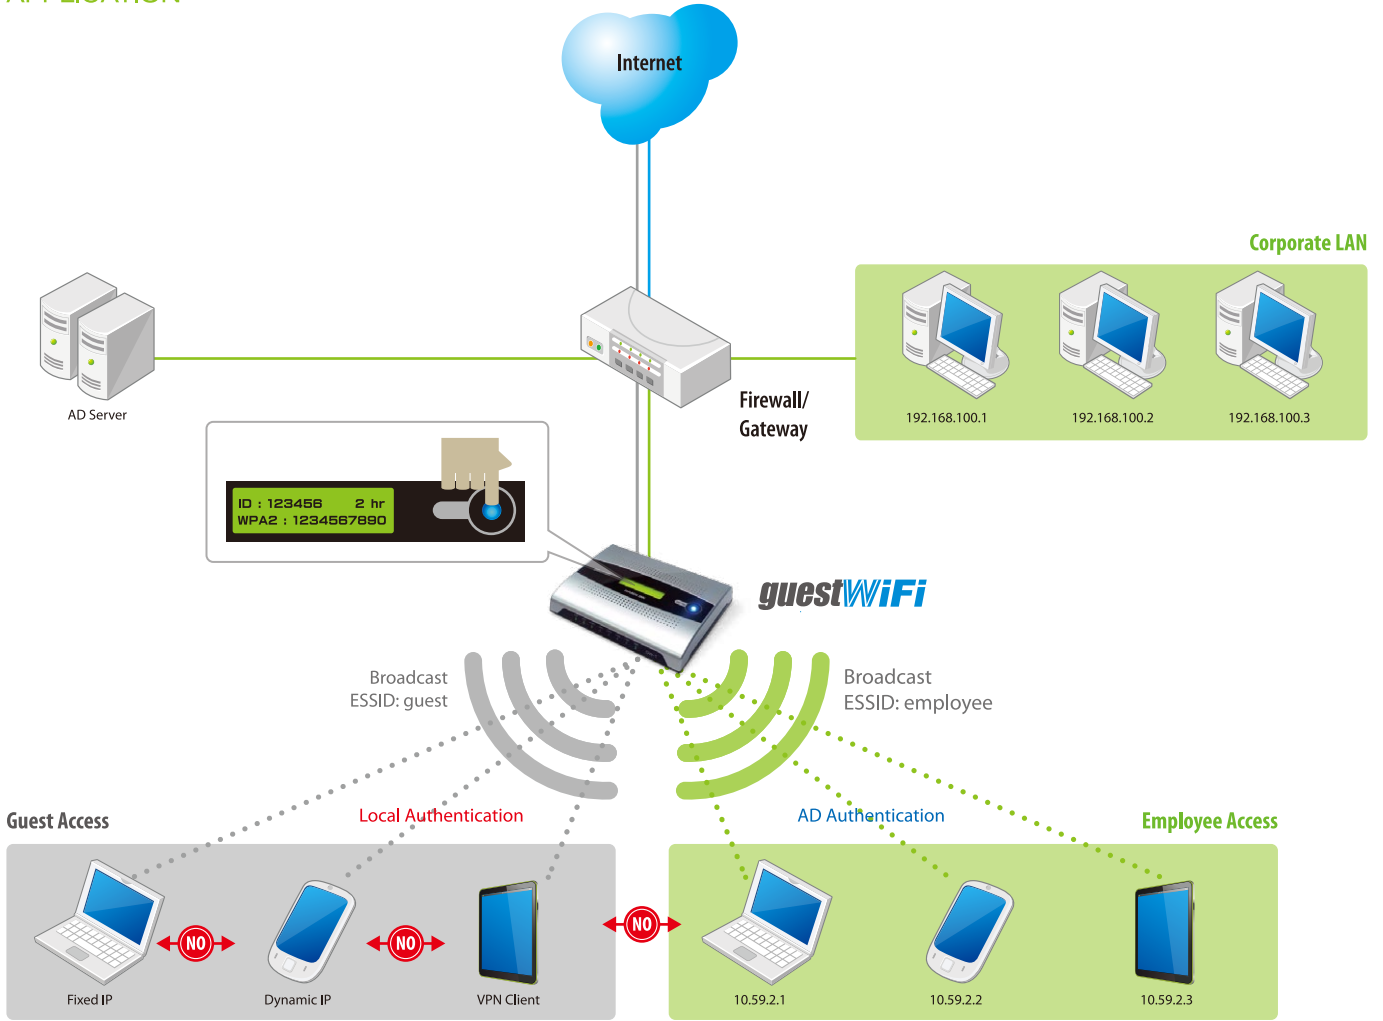 APPLICATION
Internet
Corporate LAN
192.168.100.1
192.168.100.2
192.168.100.3
AD Server
Firewall/
Gateway
ID : 123456 2 hr
WPA2 : 1234567890
guestWiFi
Broadcast
ESSID: guest
Broadcast
ESSID: employee
Local Authentication
AD Authentication
Guest Access
Employee Access
NO
NO
NO
Fixed IP
Dynamic IP
VPN Client
10.59.2.1
10.59.2.2
10.59.2.3